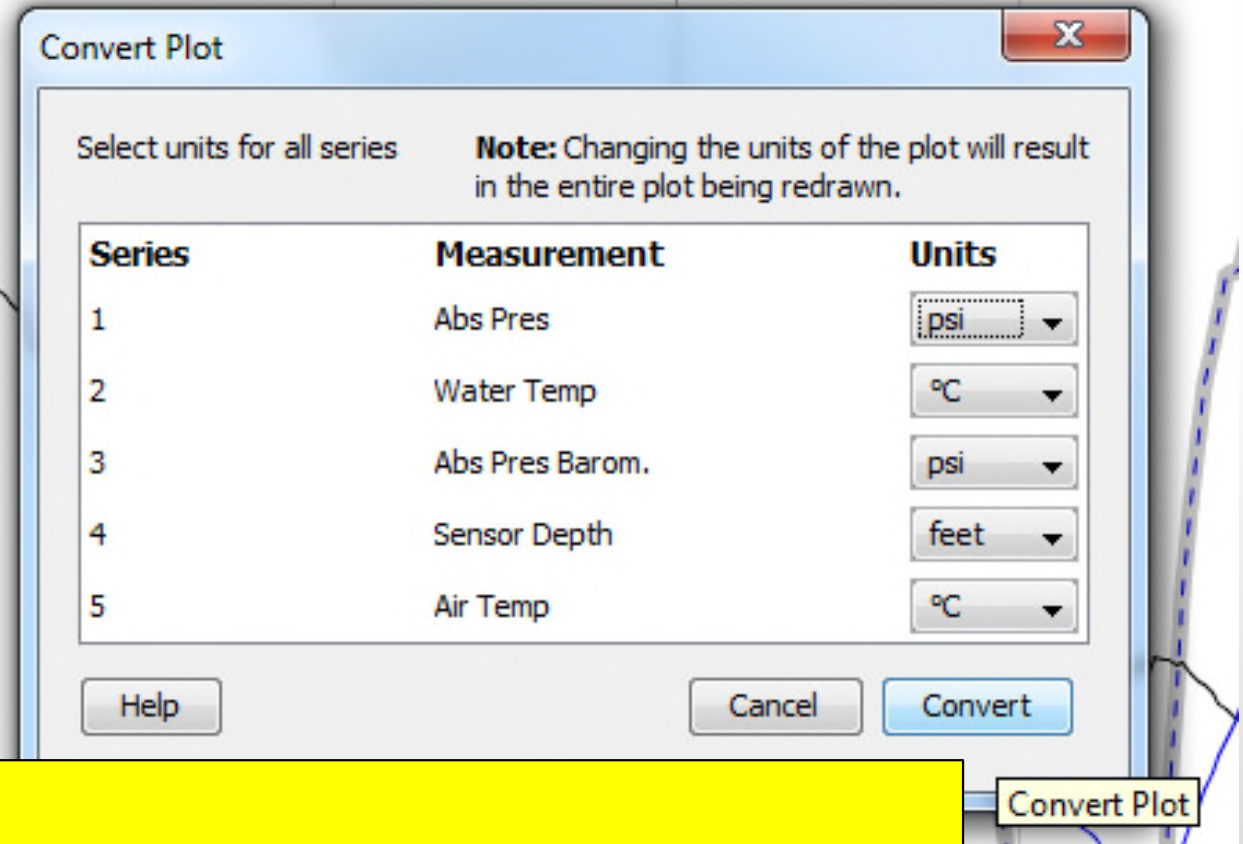 Convert Plot
Select units for all series
Note: Changing the units of the plot will result
in the entire plot being redrawn.
Series Measurement Units
1 Abs Pres psi
2 Water Temp °C
3 Abs Pres Barom. psi
4 Sensor Depth feet
5 Air Temp °C
Help Cancel Convert
Convert Plot